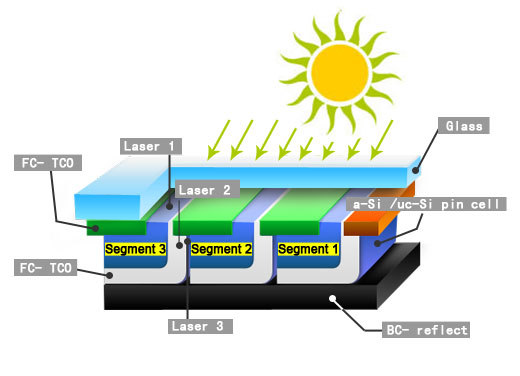 Glass
Laser 1
FC- TCO
Laser 2
a-Si /uc-Si pin cell
Segment 3
Segment 2
Segment 1
FC- TCO
Laser 3
BC- reflect